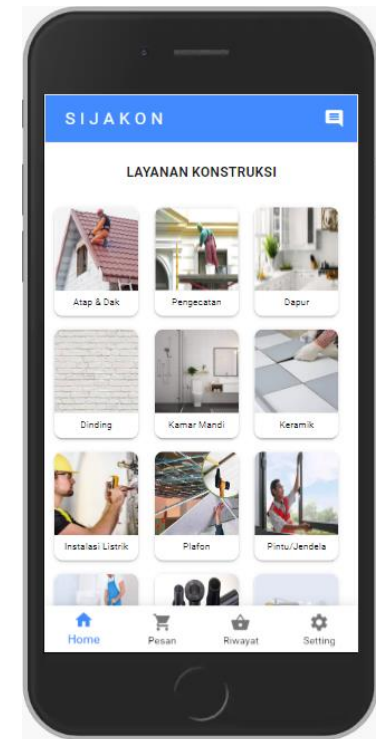 SIJAKON
LAYANAN KONSTRUKSI
Atap & Dak
Pengecatan
Dapur
Dinding
Kamar Mandi
Keramik
Instalasi Listrik
Plafon
Pintu/Jendela
Home
Pesan
Riwayat
Setting